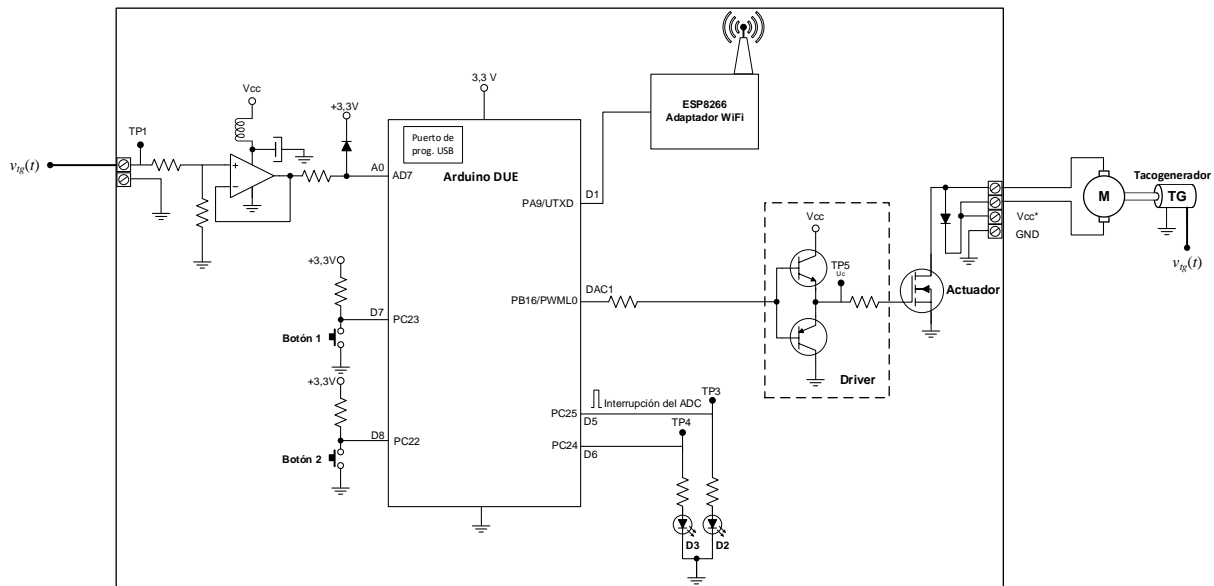 ESP8266
Adaptador WiFi
3,3 V
Vcc
+3,3V
TP1
Puerto de
prog. USB
Arduino DUE
A0
AD7
v_tg(t)
D1
PA9/UTXD
Tacogenerador
M
TG
Vcc*
GND
v_tg(t)
Vcc
TP5
Uc
Actuador
+3,3V
DAC1
PB16/PWML0
D7
PC23
Botón 1
Driver
+3,3V
TP3
Interrupción del ADC
PC25
D5
TP4
D8
PC22
PC24
D6
Botón 2
D3
D2